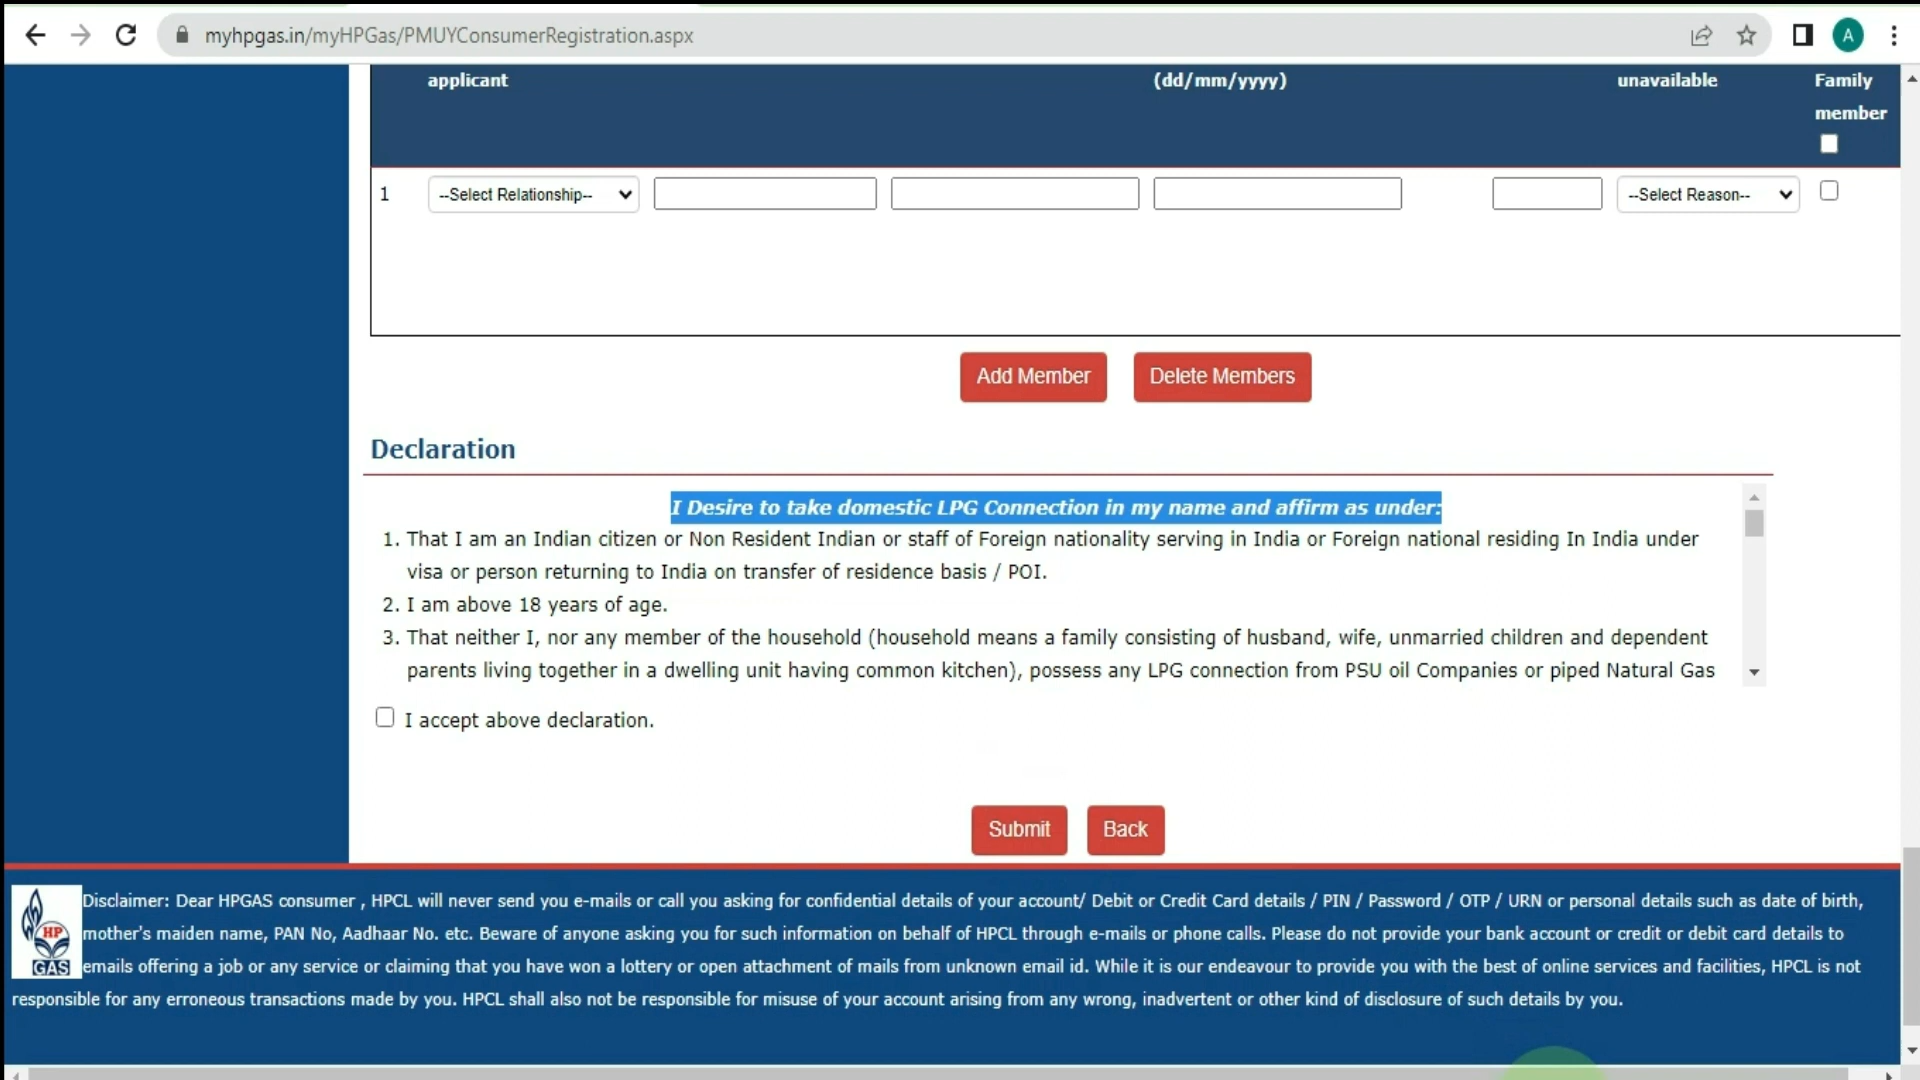 myhpgas.in/myHPGas/PMUYConsumerRegistration.aspx
A
applicant (dd/mm/yyyy) unavailable Family
member
1 --Select Relationship-- --Select Reason--
Add Member Delete Members
Declaration
I Desire to take domestic LPG Connection in my name and affirm as under:
1. That I am an Indian citizen or Non Resident Indian or staff of Foreign nationality serving in India or Foreign national residing In India under
visa or person returning to India on transfer of residence basis / POI.
2. I am above 18 years of age.
3. That neither I, nor any member of the household (household means a family consisting of husband, wife, unmarried children and dependent
parents living together in a dwelling unit having common kitchen), possess any LPG connection from PSU oil Companies or piped Natural Gas
I accept above declaration.
Submit Back
HP
GAS
Disclaimer: Dear HPGAS consumer , HPCL will never send you e-mails or call you asking for confidential details of your account/ Debit or Credit Card details / PIN / Password / OTP / URN or personal details such as date of birth,
mother's maiden name, PAN No, Aadhaar No. etc. Beware of anyone asking you for such information on behalf of HPCL through e-mails or phone calls. Please do not provide your bank account or credit or debit card details to
emails offering a job or any service or claiming that you have won a lottery or open attachment of mails from unknown email id. While it is our endeavour to provide you with the best of online services and facilities, HPCL is not
responsible for any erroneous transactions made by you. HPCL shall also not be responsible for misuse of your account arising from any wrong, inadvertent or other kind of disclosure of such details by you.